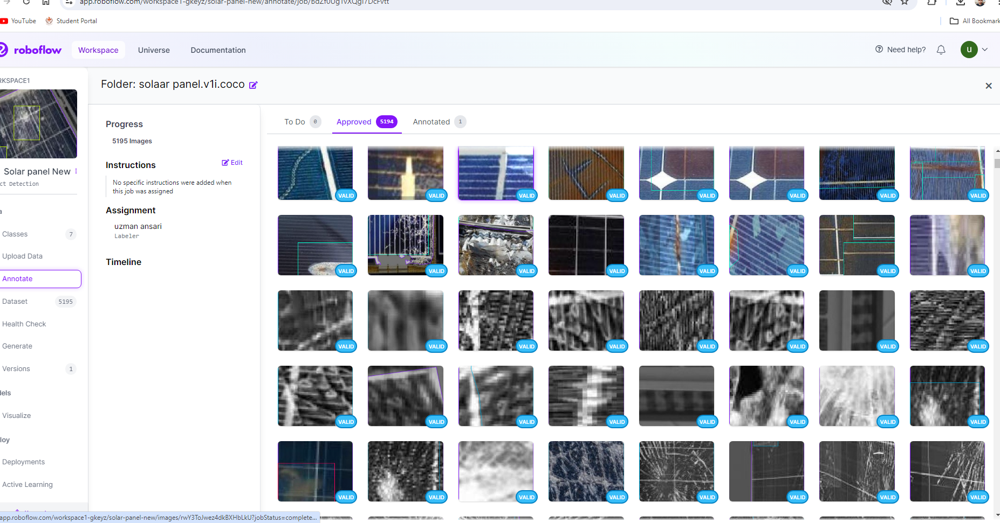 app.roboflow.com/workspace1-gkeyz/solar-panel-new/annotate/job/
YouTube
Student Portal
All Bookmark
roboflow
Workspace
Universe
Documentation
Need help?
u
RKSPACE1
Folder: solaar panel.v1i.coco
Solar panel New
ct Detection
a
Classes 7
Upload Data
Annotate
Dataset 5195
Health Check
Generate
Versions 1
dels
Visualize
loy
Deployments
Active Learning
Progress
5195 Images
Instructions
Edit
No specific instructions were added when
this job was assigned
Assignment
uzman ansari
Labeler
Timeline
To Do 0
Approved 5194
Annotated 1
VALID VALID VALID VALID VALID VALID VALID VALID
VALID VALID VALID VALID VALID VALID VALID VALID
VALID VALID VALID VALID VALID VALID VALID VALID
VALID VALID VALID VALID VALID VALID VALID VALID
VALID VALID VALID VALID VALID VALID VALID VALID
app.roboflow.com/workspace1-gkeyz/solar-panel-new/images/rwY3ToJwez4dkBXHbLkU?jobStatus=complete...